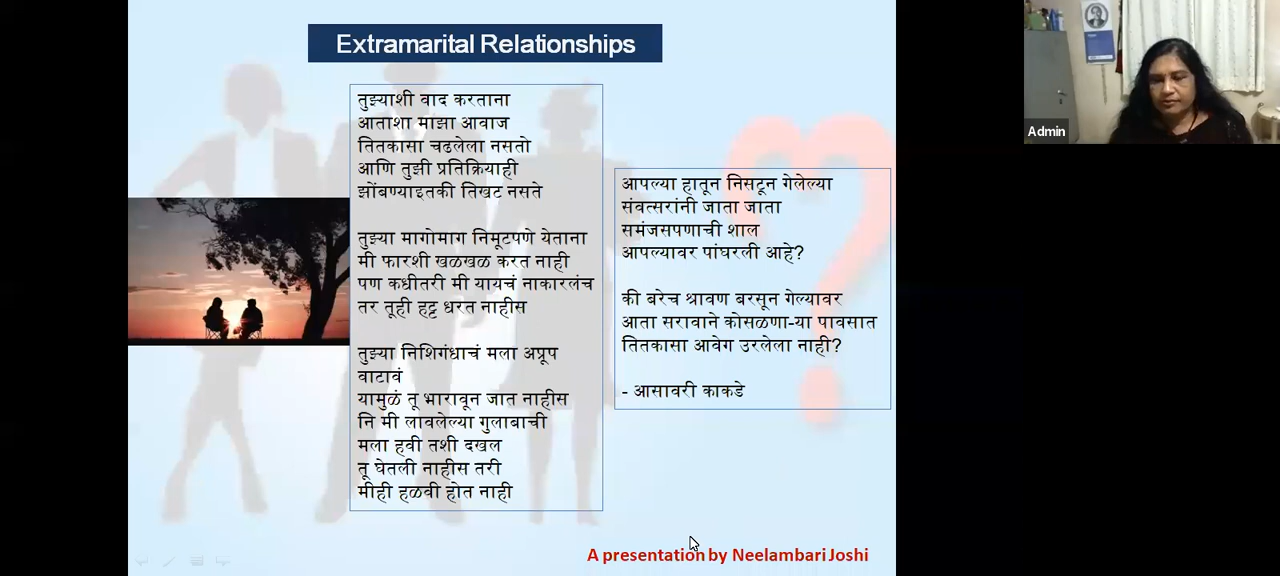 Extramarital Relationships
तुझ्याशी वाद करताना
आताशा माझा आवाज
तितकासा चढलेला नसतो
आणि तुझी प्रतिक्रियाही
झोंबण्याइतकी तिखट नसते
तुझ्या मागोमाग निमूटपणे येताना
मी फारशी खळखळ करत नाही
पण कधीतरी मी यायचं नाकारलंच
तर तूही हट्ट धरत नाहीस
तुझ्या निशिगंधाचं मला अप्रूप
वाटावं
यामुळं तू भारावून जात नाहीस
नि मी लावलेल्या गुलाबाची
मला हवी तशी दखल
तू घेतली नाहीस तरी
मीही हळवी होत नाही
आपल्या हातून निसटून गेलेल्या
संवत्सरांनी जाता जाता
समंजसपणाची शाल
आपल्यावर पांघरली आहे?
की बरेच श्रावण बरसून गेल्यावर
आता सरावाने कोसळणा-या पावसात
तितकासा आवेग उरलेला नाही?
- आसावरी काकडे
A presentation by Neelambari Joshi
Admin